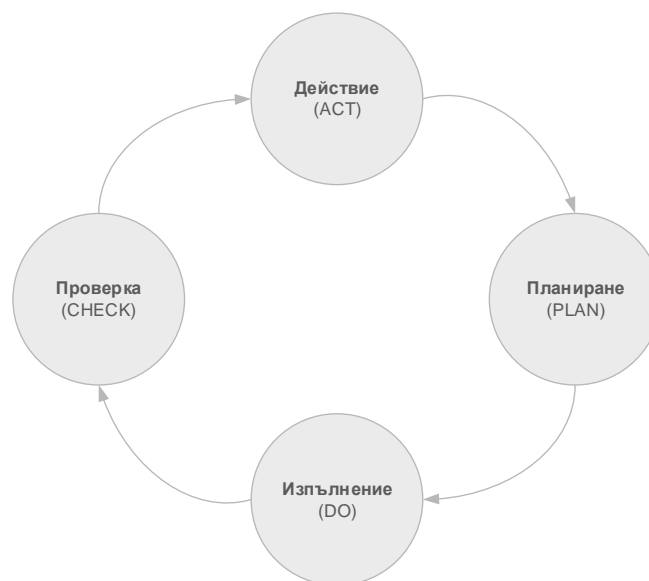 Действие
(ACT)
Проверка
(CHECK)
Планиране
(PLAN)
Изпълнение
(DO)